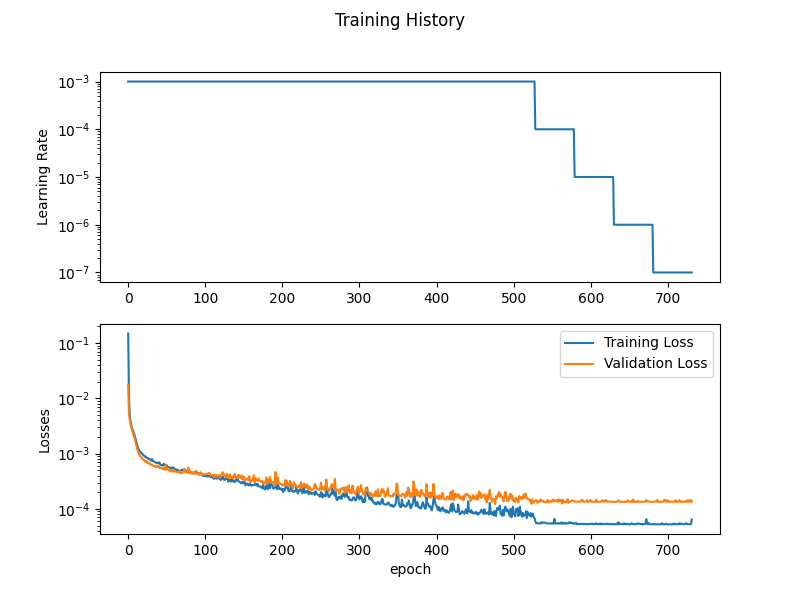 Training History
Learning Rate
10⁻³
10⁻⁴
10⁻⁵
10⁻⁶
10⁻⁷
0 100 200 300 400 500 600 700
Losses
10⁻¹
10⁻²
10⁻³
10⁻⁴
Training Loss
Validation Loss
0 100 200 300 400 500 600 700
epoch